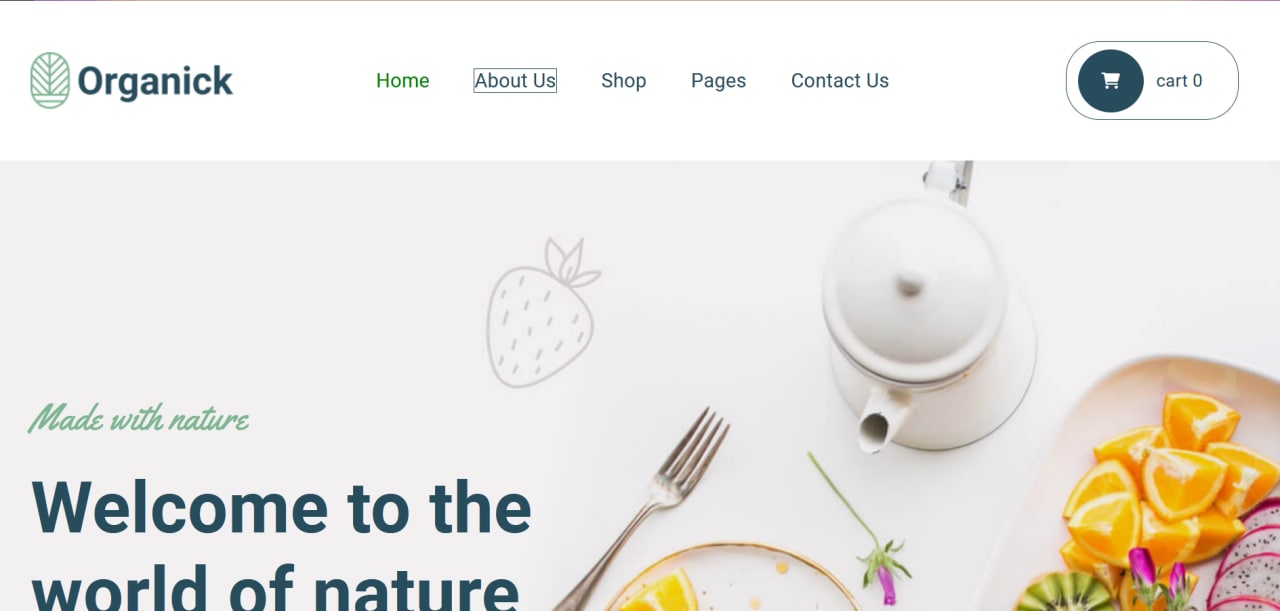 Organick
Home About Us Shop Pages Contact Us
cart 0
Made with nature
Welcome to the
world of nature